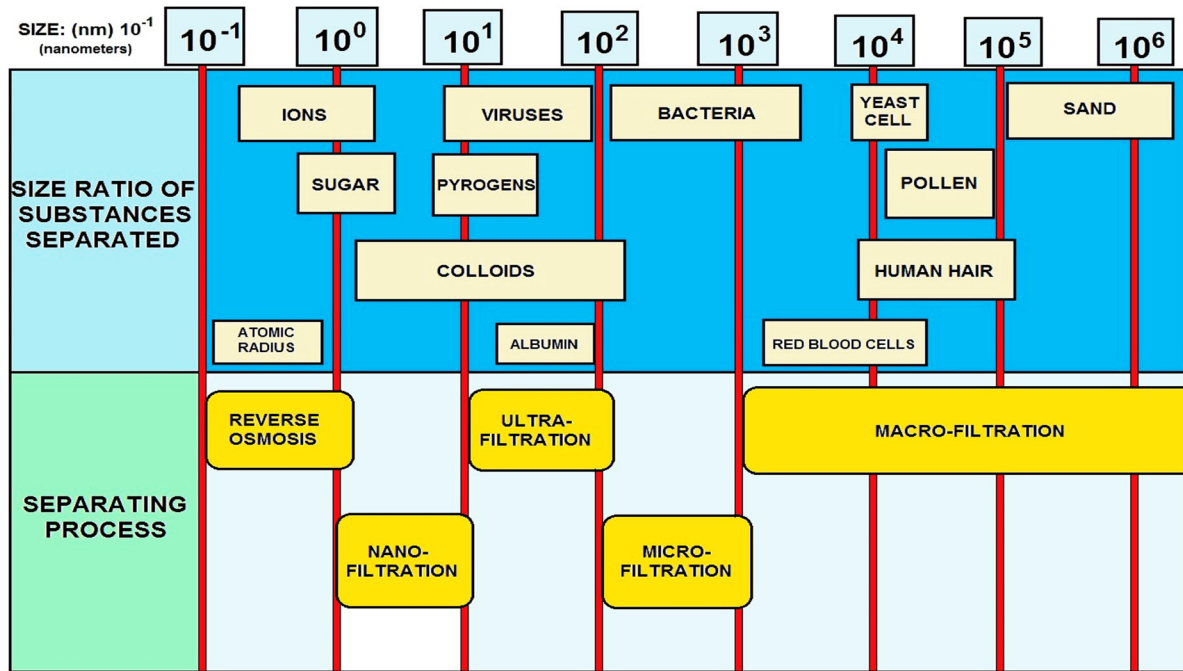 SIZE: (nm) 10⁻¹
(nanometers)
10⁻¹
10⁰
10¹
10²
10³
10⁴
10⁵
10⁶
SIZE RATIO OF
SUBSTANCES
SEPARATED
IONS
VIRUSES
BACTERIA
YEAST
CELL
SAND
SUGAR
PYROGENS
POLLEN
COLLOIDS
HUMAN HAIR
ATOMIC
RADIUS
ALBUMIN
RED BLOOD CELLS
SEPARATING
PROCESS
REVERSE
OSMOSIS
ULTRA-
FILTRATION
MACRO-FILTRATION
NANO-
FILTRATION
MICRO-
FILTRATION